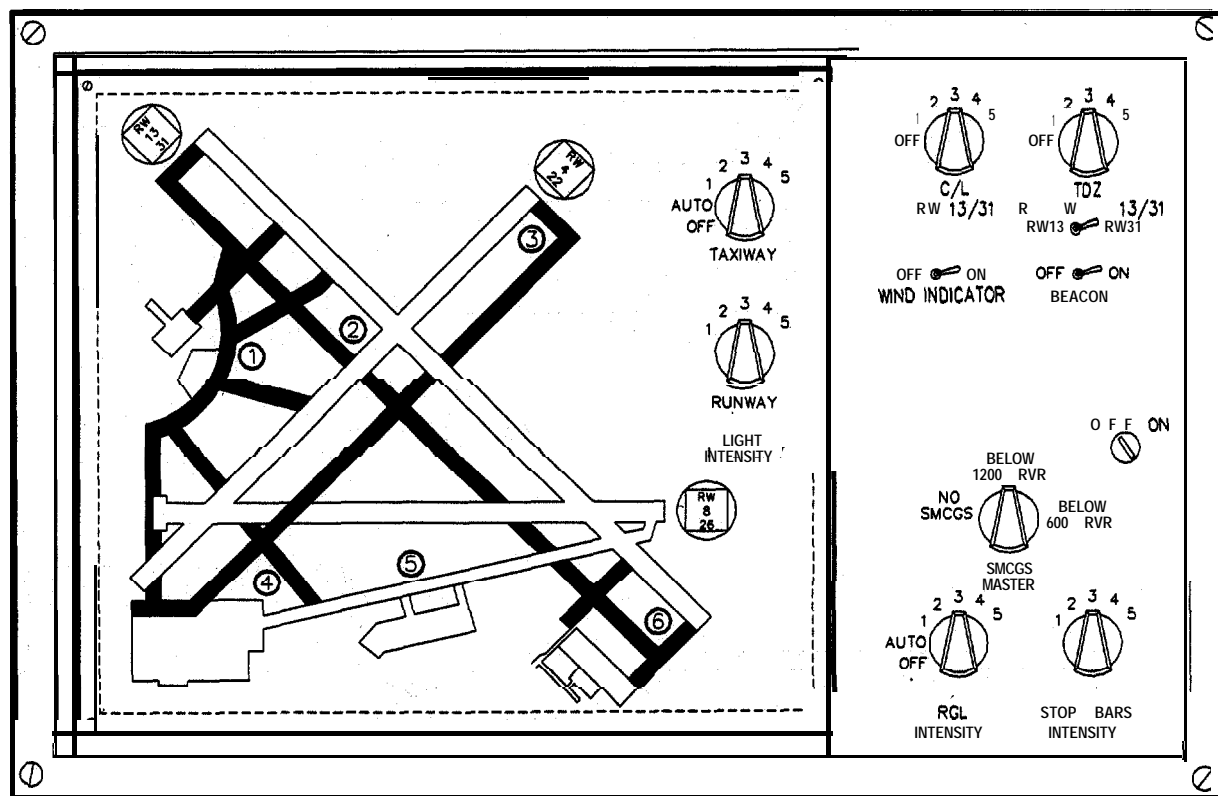 RW
13
31
RW
4
22
1
2
3
4
5
6
RW
8
26
OFF
AUTO
1 2 3 4 5
TAXIWAY
1 2 3 4 5
RUNWAY
LIGHT
INTENSITY
OFF 1 2 3 4 5
C/L
RW 13/31
OFF 1 2 3 4 5
TDZ
R W 13/31
RW13 RW31
OFF ON
WIND INDICATOR
OFF ON
BEACON
OFF ON
NO
SMCGS
BELOW
1200 RVR
BELOW
600 RVR
SMCGS
MASTER
OFF
AUTO
1 2 3 4 5
RGL
INTENSITY
1 2 3 4 5
STOP BARS
INTENSITY